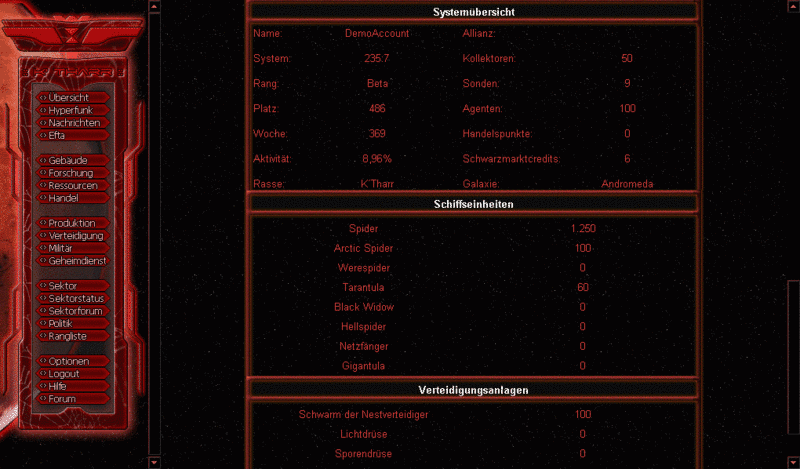 K'THARR
Übersicht
Hyperfunk
Nachrichten
Efta
Gebäude
Forschung
Ressourcen
Handel
Produktion
Verteidigung
Militär
Geheimdienst
Sektor
Sektorstatus
Sektorforum
Politik
Rangliste
Optionen
Logout
Hilfe
Forum
Systemübersicht
Name: DemoAccount Allianz:
System: 235:7 Kollektoren: 50
Rang: Beta Sonden: 9
Platz: 486 Agenten: 100
Woche: 369 Handelspunkte: 0
Aktivität: 8,96% Schwarzmarktcredits: 6
Rasse: K'Tharr Galaxie: Andromeda
Schiffseinheiten
Spider 1.250
Arctic Spider 100
Werespider 0
Tarantula 60
Black Widow 0
Hellspider 0
Netzfänger 0
Gigantula 0
Verteidigungsanlagen
Schwarm der Nestverteidiger 100
Lichtdrüse 0
Sporendrüse 0